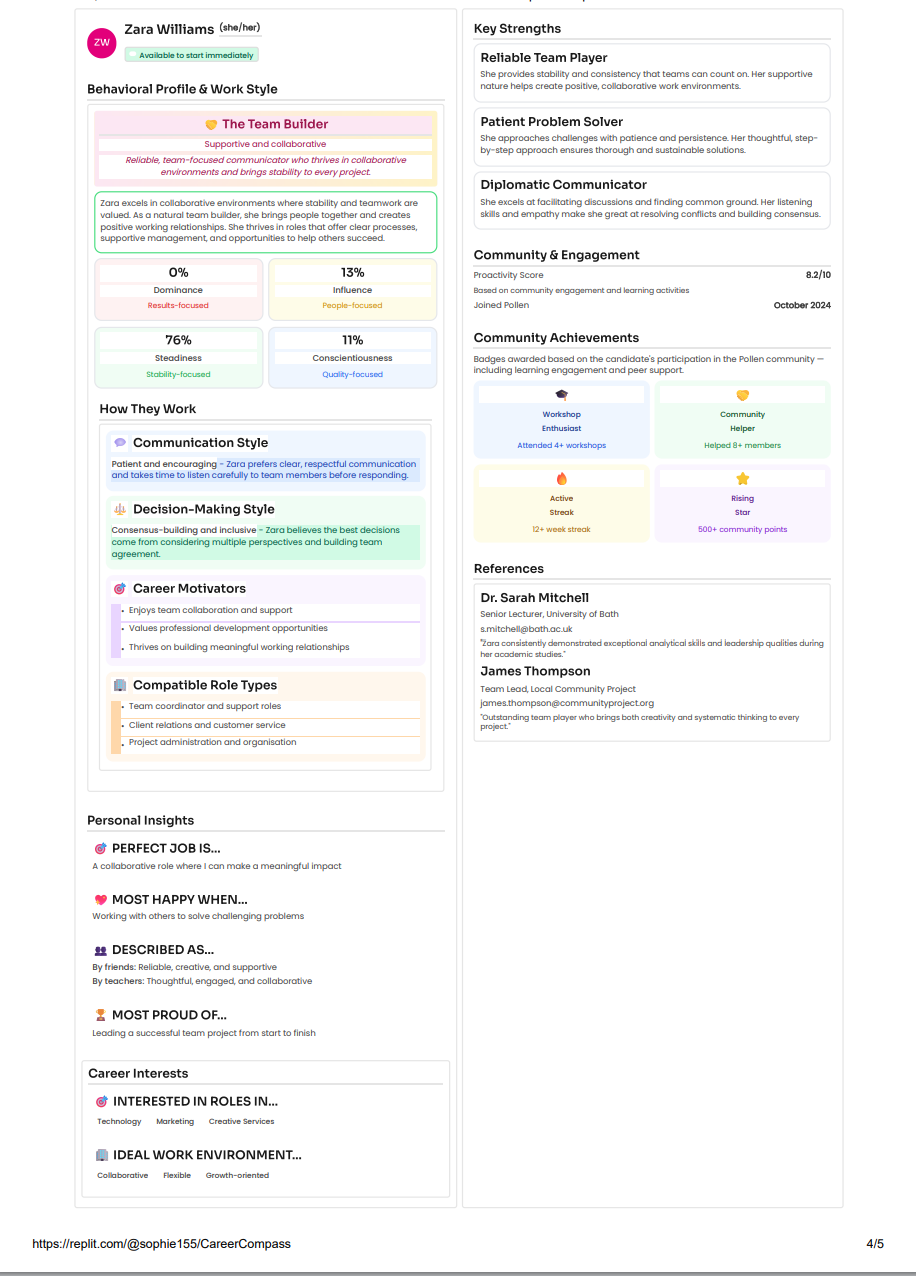 ZW
Zara Williams (she/her)
Available to start immediately
Behavioral Profile & Work Style
The Team Builder
Supportive and collaborative
Reliable, team-focused communicator who thrives in collaborative
environments and brings stability to every project.
Zara excels in collaborative environments where stability and teamwork are
valued. As a natural team builder, she brings people together and creates
positive working relationships. She thrives in roles that offer clear processes,
supportive management, and opportunities to help others succeed.
0%
Dominance
Results-focused
13%
Influence
People-focused
76%
Steadiness
Stability-focused
11%
Conscientiousness
Quality-focused
How They Work
Communication Style
Patient and encouraging - Zara prefers clear, respectful communication
and takes time to listen carefully to team members before responding.
Decision-Making Style
Consensus-building and inclusive - Zara believes the best decisions
come from considering multiple perspectives and building team
agreement.
Career Motivators
• Enjoys team collaboration and support
• Values professional development opportunities
• Thrives on building meaningful working relationships
Compatible Role Types
• Team coordinator and support roles
• Client relations and customer service
• Project administration and organisation
Personal Insights
PERFECT JOB IS...
A collaborative role where I can make a meaningful impact
MOST HAPPY WHEN...
Working with others to solve challenging problems
DESCRIBED AS...
By friends: Reliable, creative, and supportive
By teachers: Thoughtful, engaged, and collaborative
MOST PROUD OF...
Leading a successful team project from start to finish
Career Interests
INTERESTED IN ROLES IN...
Technology Marketing Creative Services
IDEAL WORK ENVIRONMENT...
Collaborative Flexible Growth-oriented
Key Strengths
Reliable Team Player
She provides stability and consistency that teams can count on. Her supportive
nature helps create positive, collaborative work environments.
Patient Problem Solver
She approaches challenges with patience and persistence. Her thoughtful, step-
by-step approach ensures thorough and sustainable solutions.
Diplomatic Communicator
She excels at facilitating discussions and finding common ground. Her listening
skills and empathy make she great at resolving conflicts and building consensus.
Community & Engagement
Proactivity Score 8.2/10
Based on community engagement and learning activities
Joined Pollen October 2024
Community Achievements
Badges awarded based on the candidate's participation in the Pollen community —
including learning engagement and peer support.
Workshop
Enthusiast
Attended 4+ workshops
Community
Helper
Helped 8+ members
Active
Streak
12+ week streak
Rising
Star
500+ community points
References
Dr. Sarah Mitchell
Senior Lecturer, University of Bath
s.mitchell@bath.ac.uk
"Zara consistently demonstrated exceptional analytical skills and leadership qualities during
her academic studies."
James Thompson
Team Lead, Local Community Project
james.thompson@communityproject.org
"Outstanding team player who brings both creativity and systematic thinking to every
project."
https://replit.com/@sophie155/CareerCompass 4/5